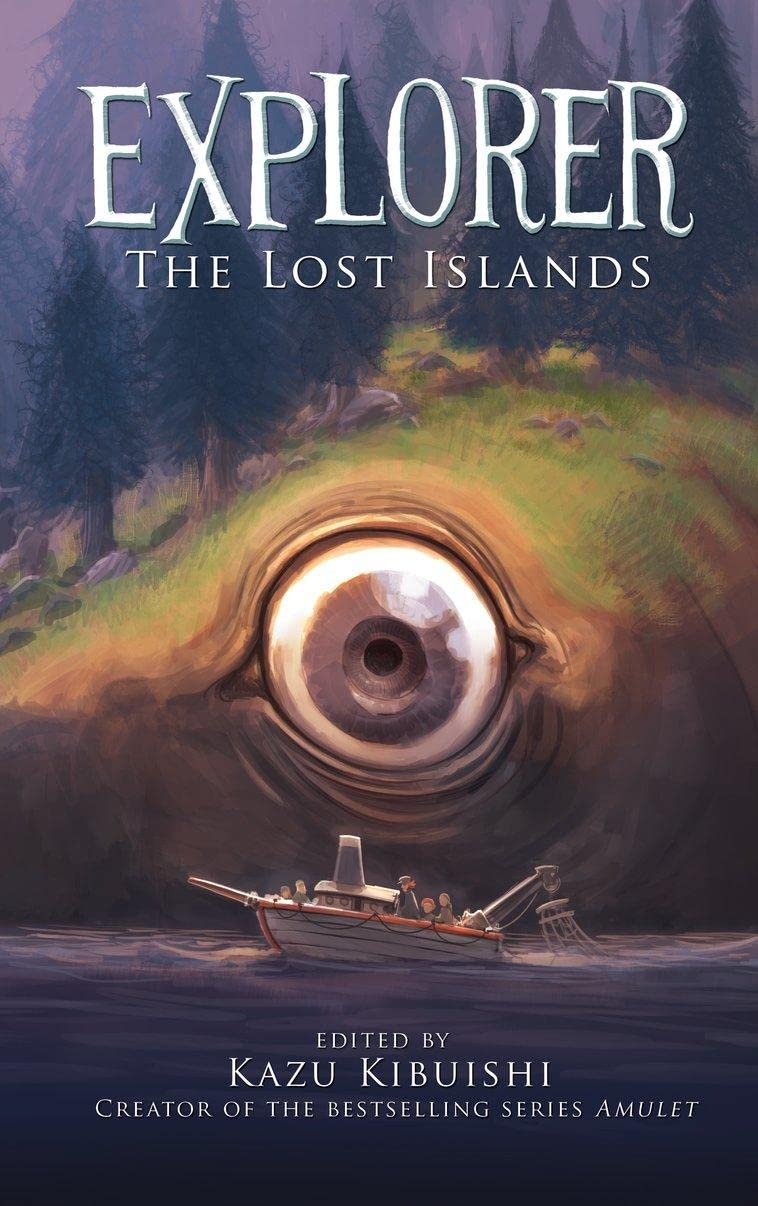 EXPLORER
THE LOST ISLANDS
EDITED BY
KAZU KIBUISHI
CREATOR OF THE BESTSELLING SERIES AMULET